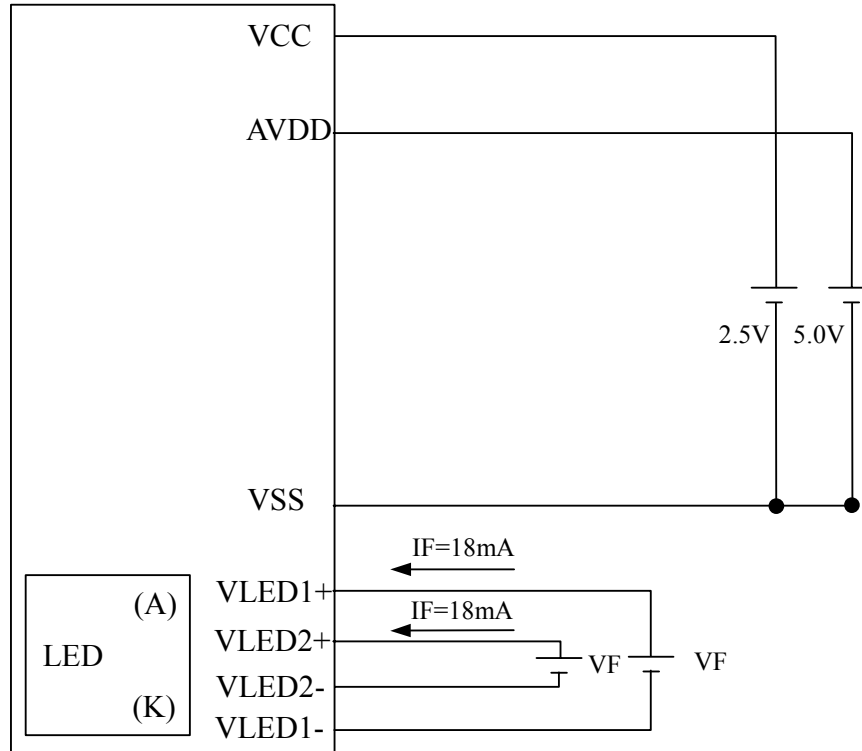 VCC
AVDD
2.5V
5.0V
VSS
IF=18mA
VLED1+
IF=18mA
VLED2+
VF
VF
VLED2-
VLED1-
(A)
LED
(K)